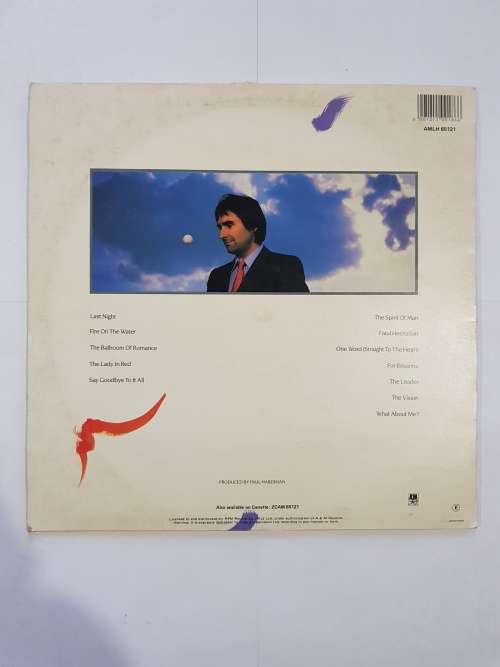 AMLH 85121
Last Night
Fire On The Water
The Ballroom Of Romance
The Lady In Red
Say Goodbye To It All
The Spirit Of Man
Fatal Hesitation
One Word (Straight To The Heart)
For Rosanna
The Leader
The Vision
What About Me?
PRODUCED BY PAUL HARDIMAN
Also available on Cassette: ZCAM 85121
A&M